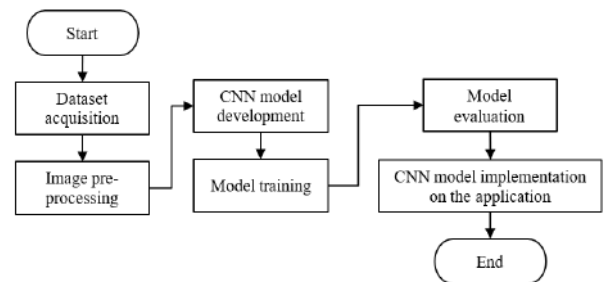 Start
Dataset
acquisition
Image pre-
processing
CNN model
development
Model training
Model
evaluation
CNN model implementation
on the application
End